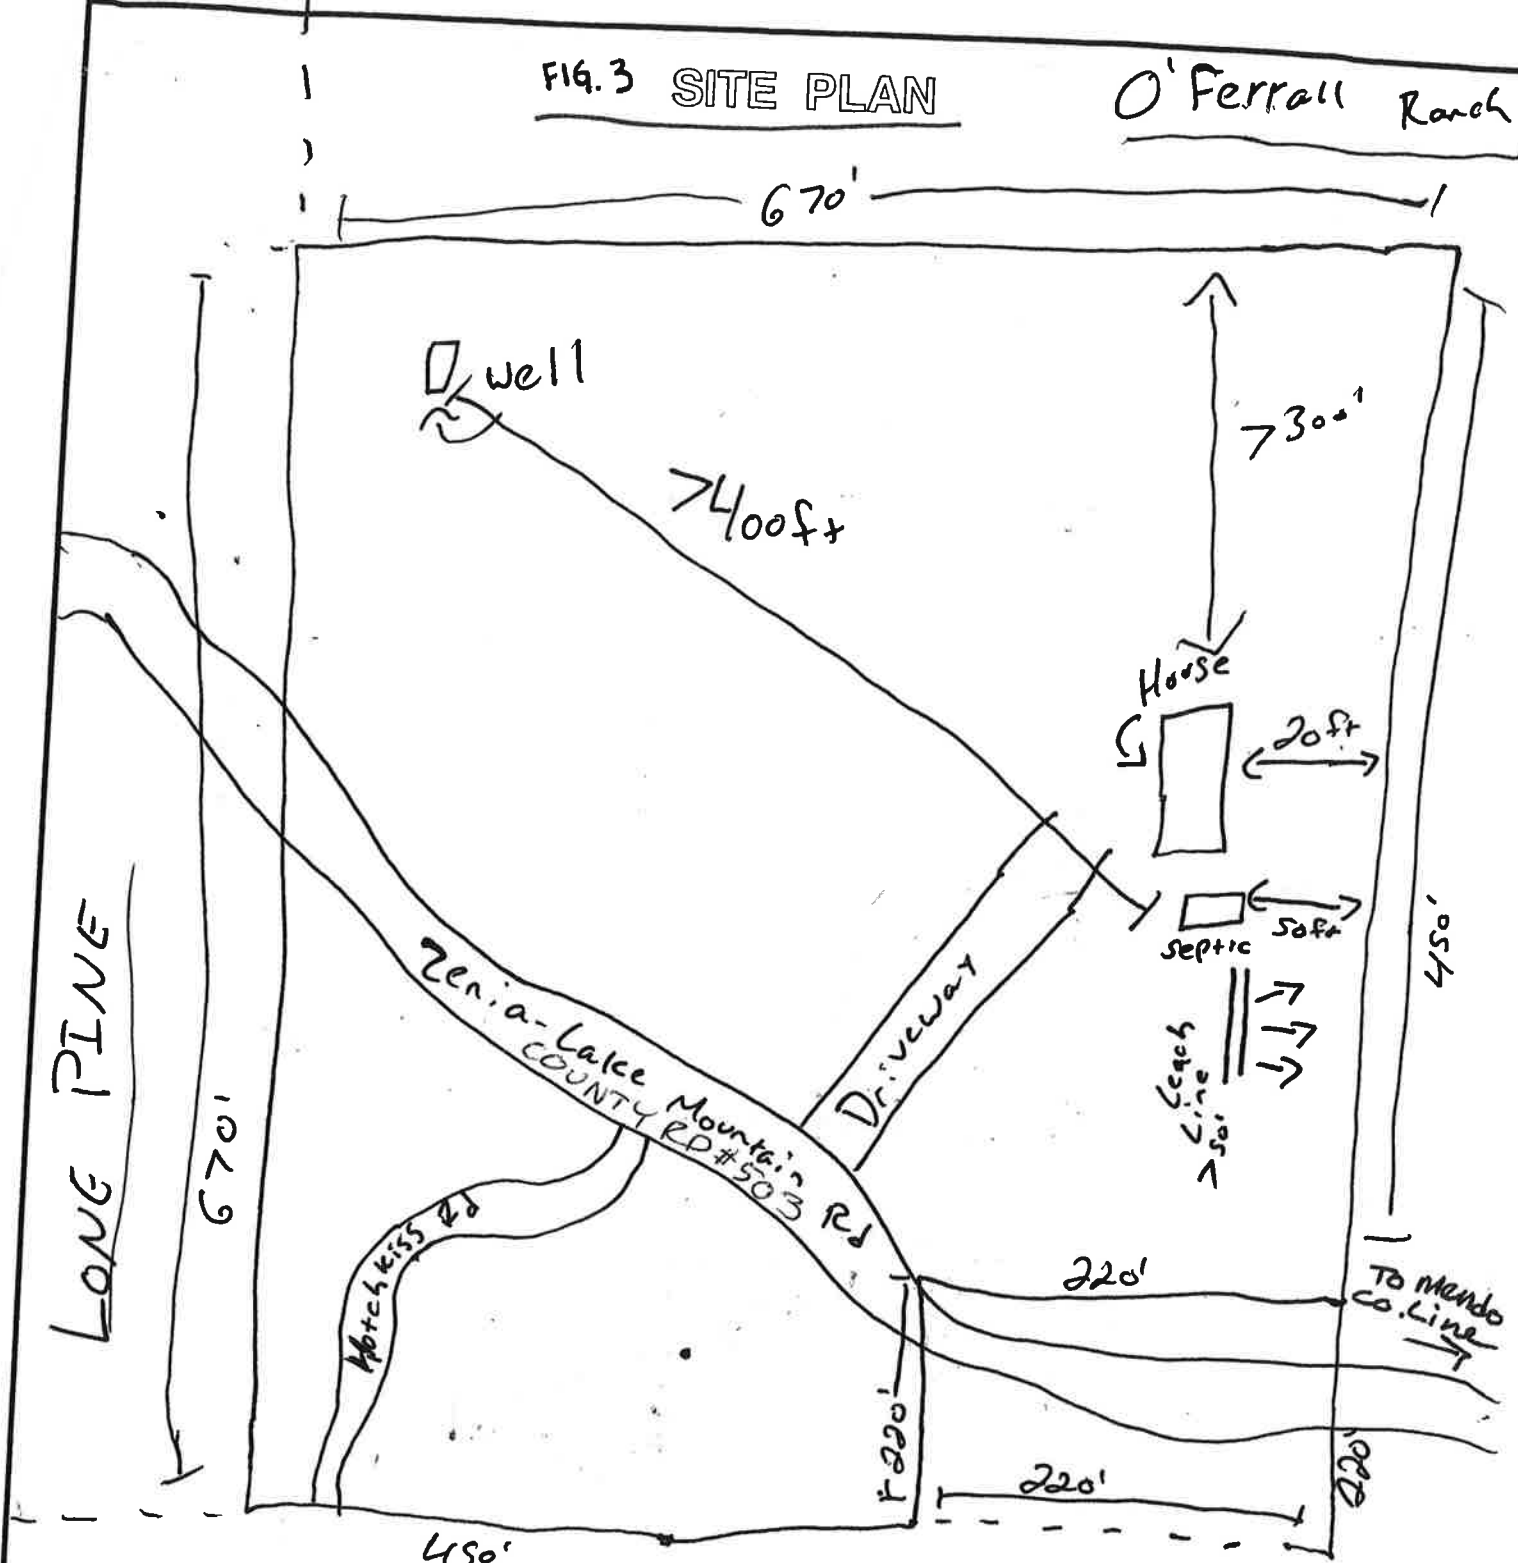 FIG. 3 SITE PLAN
O'Ferrall Ranch
670'
well
>400ft
>300'
House
20ft
Septic
50ft
450'
Leach
Line
>50'
Driveway
Zenia-Lake Mountain Rd
COUNTY RD #503
Hotchkiss Rd
LONE PINE
670'
220'
To Mendo
Co. Line
220'
220'
220'
450'